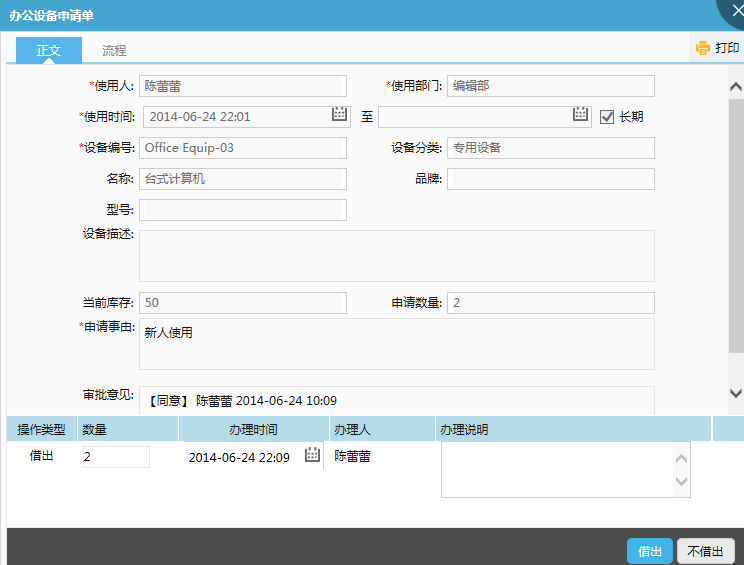 办公设备申请单
正文 流程 打印
*使用人: 陈蕾蕾 *使用部门: 编辑部
*使用时间: 2014-06-24 22:01 至 长期
*设备编号: Office Equip-03 设备分类: 专用设备
名称: 台式计算机 品牌:
型号:
设备描述:
当前库存: 50 申请数量: 2
*申请事由: 新人使用
审批意见: 【同意】 陈蕾蕾 2014-06-24 10:09
操作类型 数量 办理时间 办理人 办理说明
借出 2 2014-06-24 22:09 陈蕾蕾
借出 不借出